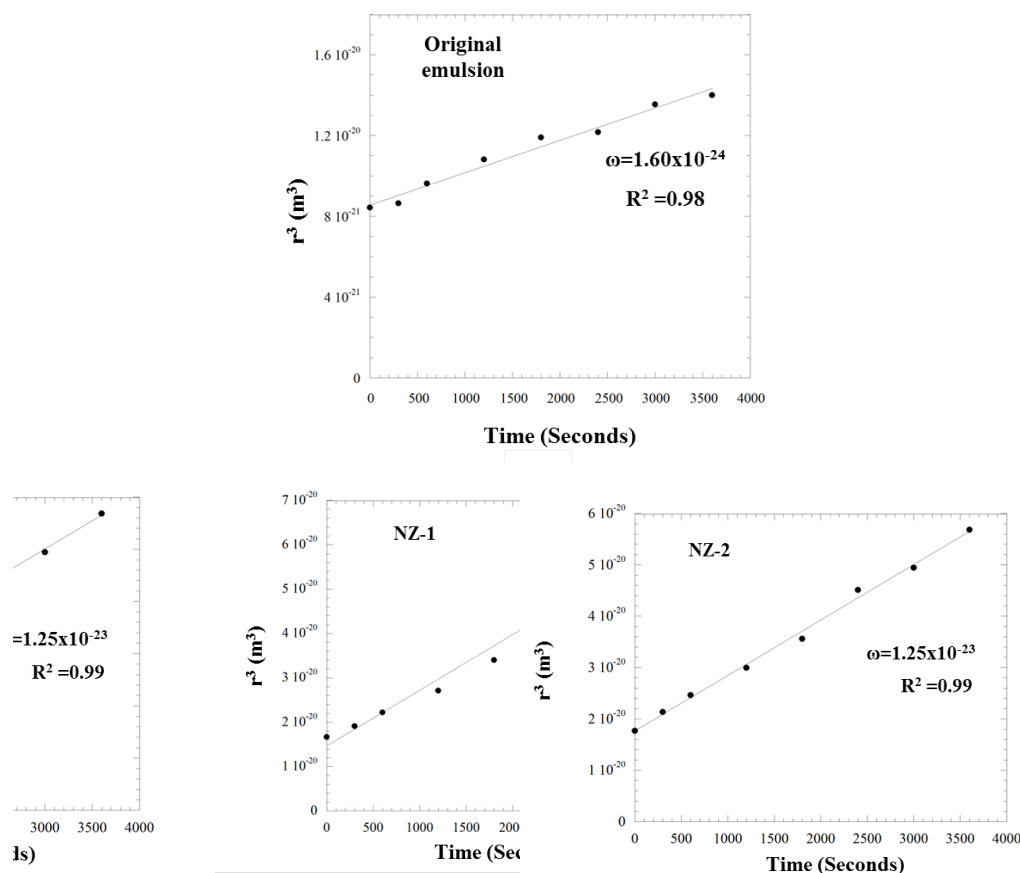 Original
emulsion
1.6 10⁻²⁰
1.2 10⁻²⁰
8 10⁻²¹
4 10⁻²¹
0
r³ (m³)
ω=1.60x10⁻²⁴
R² =0.98
0 500 1000 1500 2000 2500 3000 3500 4000
Time (Seconds)
=1.25x10⁻²³
R² =0.99
3000 3500 4000
ds)
NZ-1
7 10⁻²⁰
6 10⁻²⁰
5 10⁻²⁰
4 10⁻²⁰
3 10⁻²⁰
2 10⁻²⁰
1 10⁻²⁰
0
r³ (m³)
0 500 1000 1500 200
Time (Sec
NZ-2
6 10⁻²⁰
5 10⁻²⁰
4 10⁻²⁰
3 10⁻²⁰
2 10⁻²⁰
1 10⁻²⁰
0
r³ (m³)
ω=1.25x10⁻²³
R² =0.99
0 500 1000 1500 2000 2500 3000 3500 4000
Time (Seconds)